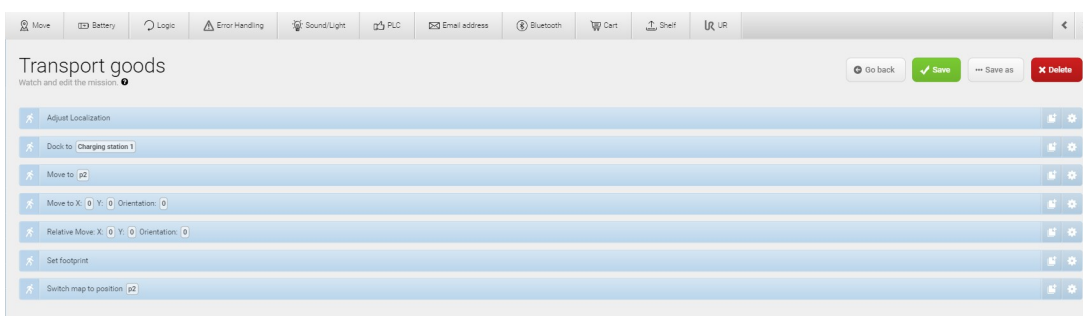 Move Battery Logic Error Handling Sound/Light PLC Email address Bluetooth Cart Shelf UR UR
Transport goods
Watch and edit the mission.
Go back Save Save as Delete
Adjust Localization
Dock to Charging station 1
Move to p2
Move to X: 0 Y: 0 Orientation: 0
Relative Move: X: 0 Y: 0 Orientation: 0
Set footprint
Switch map to position p2